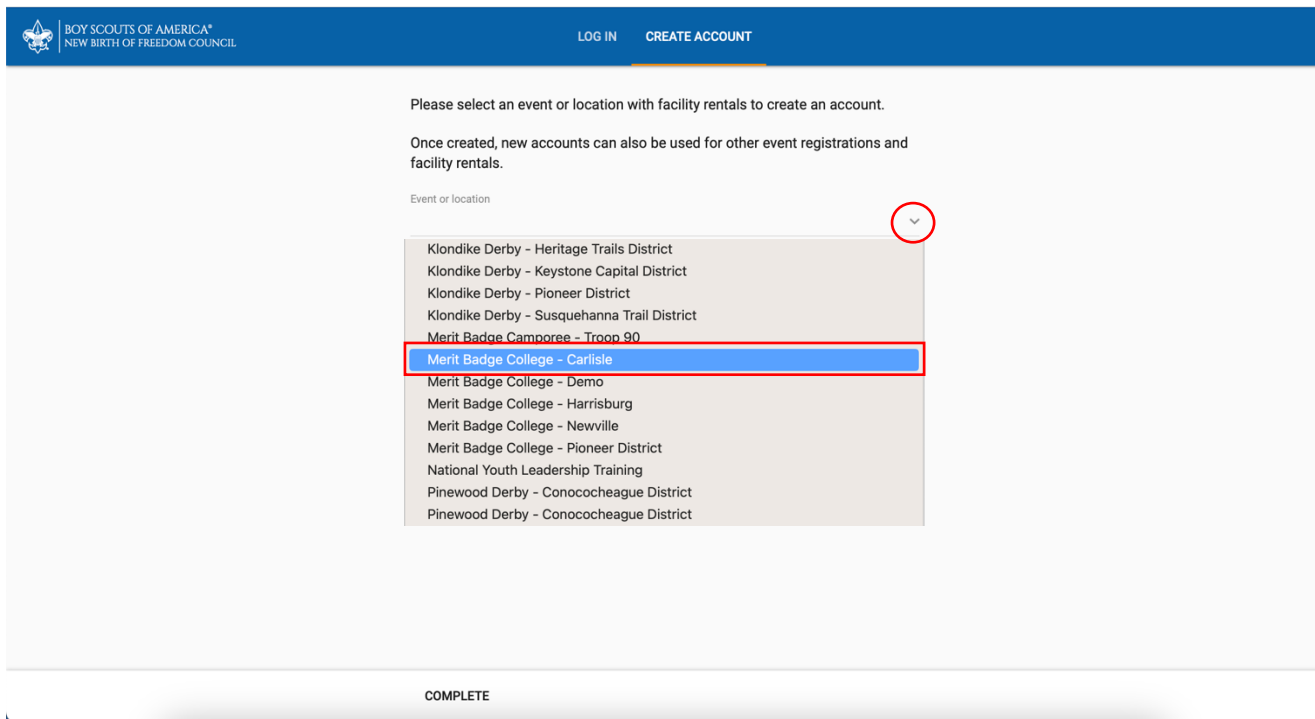 BOY SCOUTS OF AMERICA®
NEW BIRTH OF FREEDOM COUNCIL
LOG IN
CREATE ACCOUNT
Please select an event or location with facility rentals to create an account.
Once created, new accounts can also be used for other event registrations and
facility rentals.
Event or location
Klondike Derby - Heritage Trails District
Klondike Derby - Keystone Capital District
Klondike Derby - Pioneer District
Klondike Derby - Susquehanna Trail District
Merit Badge Camporee - Troop 90
Merit Badge College - Carlisle
Merit Badge College - Demo
Merit Badge College - Harrisburg
Merit Badge College - Newville
Merit Badge College - Pioneer District
National Youth Leadership Training
Pinewood Derby - Conococheague District
Pinewood Derby - Conococheague District
COMPLETE